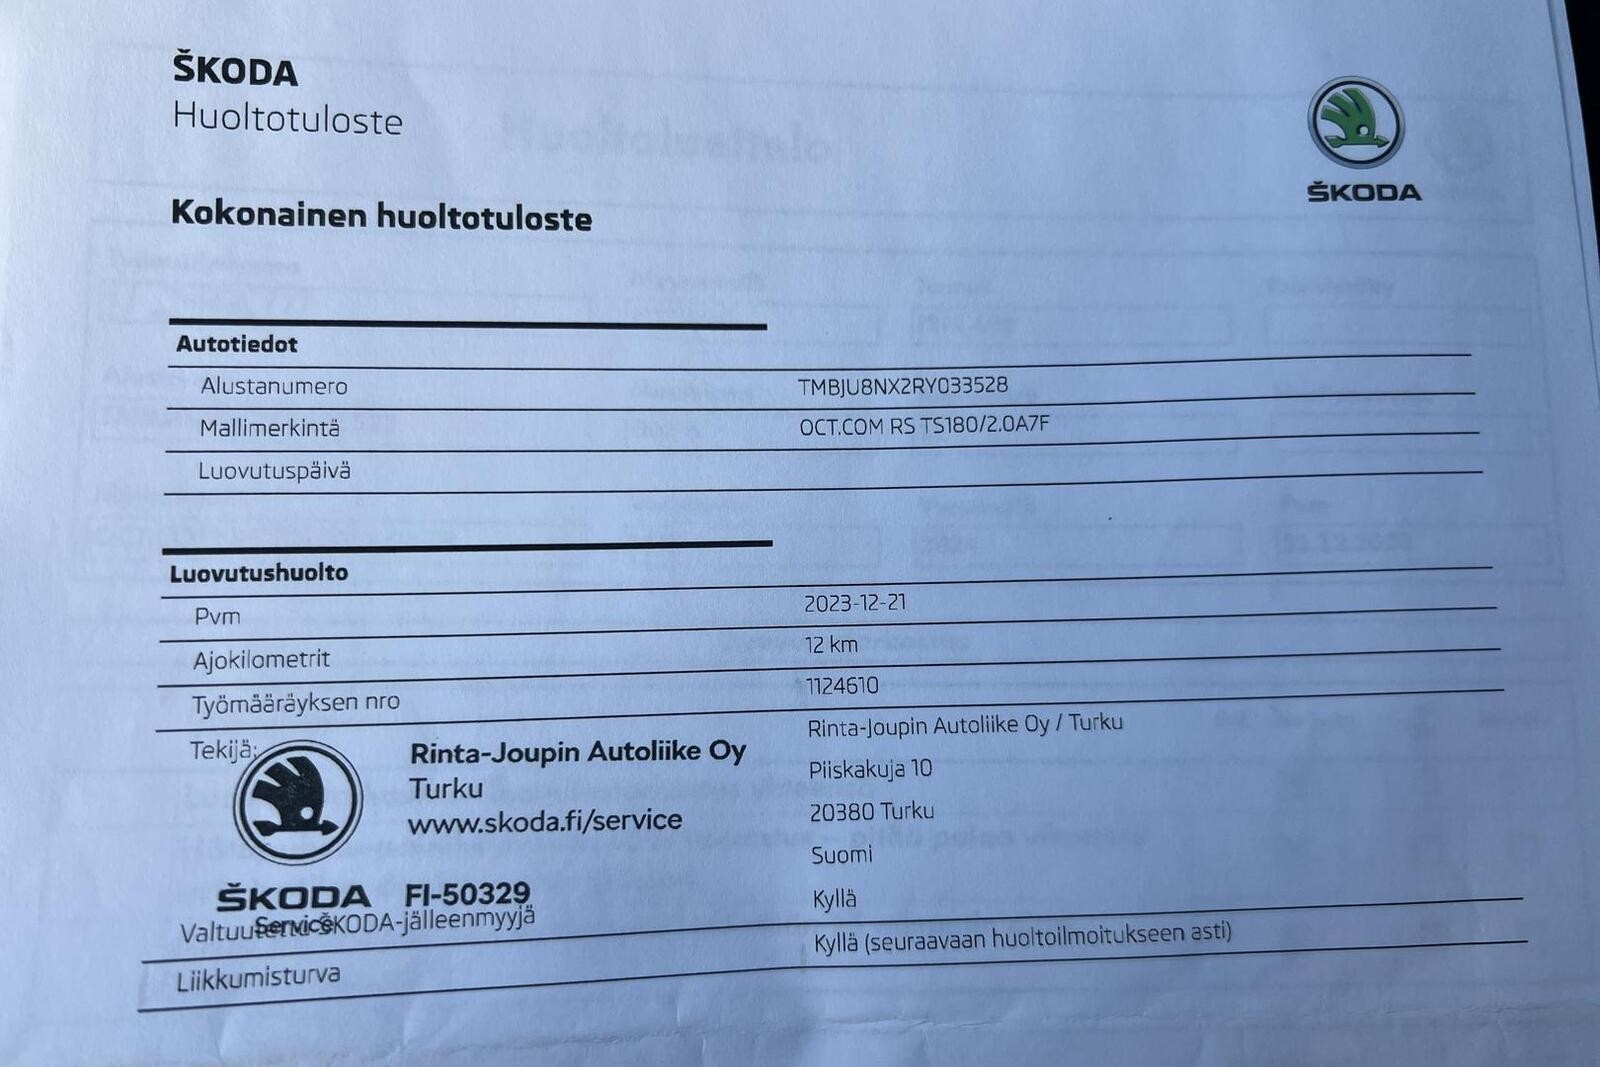 ŠKODA
Huoltotuloste
ŠKODA
Kokonainen huoltotuloste
Autotiedot
Alustanumero TMBJU8NX2RY033528
Mallimerkintä OCT.COM RS TS180/2.0A7F
Luovutuspäivä
Luovutushuolto
Pvm 2023-12-21
Ajokilometrit 12 km
Työmääräyksen nro 1124610
Tekijä: Rinta-Joupin Autoliike Oy / Turku
Piiskakuja 10
20380 Turku
Suomi
Rinta-Joupin Autoliike Oy
Turku
www.skoda.fi/service
ŠKODA FI-50329
Service
Valtuutettu ŠKODA-jälleenmyyjä Kyllä
Liikkumisturva Kyllä (seuraavaan huoltoilmoitukseen asti)